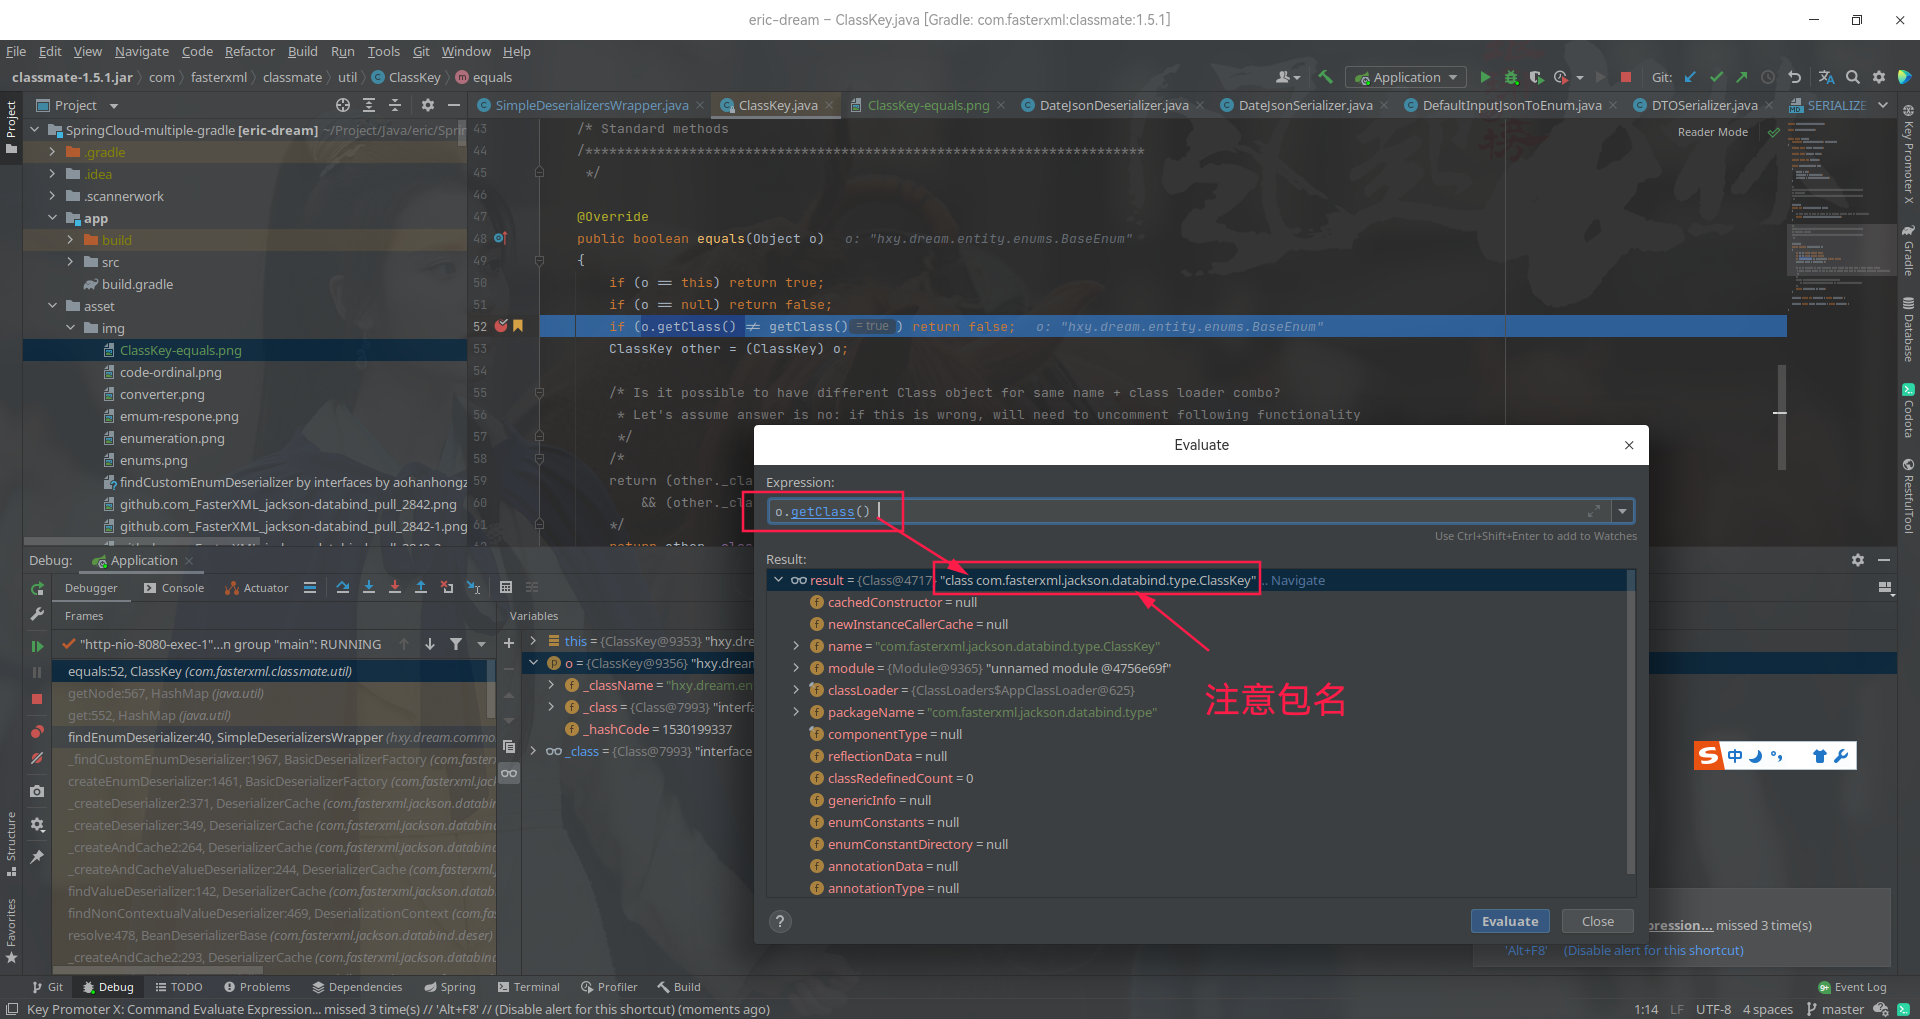 eric-dream – ClassKey.java [Gradle: com.fasterxml:classmate:1.5.1]
File Edit View Navigate Code Refactor Build Run Tools Git Window Help
classmate-1.5.1.jar com fasterxml classmate util ClassKey equals
Application Git:
Project
SimpleDeserializersWrapper.java ClassKey.java ClassKey-equals.png DateJsonDeserializer.java DateJsonSerializer.java DefaultInputJsonToEnum.java DTOSerializer.java SERIALIZE
Reader Mode
Project
SpringCloud-multiple-gradle [eric-dream] ~/Project/Java/eric/Sprin
.gradle
.idea
.scannerwork
app
build
src
build.gradle
asset
img
ClassKey-equals.png
code-ordinal.png
converter.png
emum-respone.png
enumeration.png
enums.png
findCustomEnumDeserializer by interfaces by aohanhongz
github.com_FasterXML_jackson-databind_pull_2842.png
github.com_FasterXML_jackson-databind_pull_2842-1.png
43 /* Standard methods
44 /**********************************************************************
45 */
46
47 @Override
48 public boolean equals(Object o) o: "hxy.dream.entity.enums.BaseEnum"
49 {
50 if (o == this) return true;
51 if (o == null) return false;
52 if (o.getClass() ≠ getClass() = true ) return false; o: "hxy.dream.entity.enums.BaseEnum"
53 ClassKey other = (ClassKey) o;
54
55 /* Is it possible to have different Class object for same name + class loader combo?
56 * Let's assume answer is no: if this is wrong, will need to uncomment following functionality
57 */
58 /*
59 return (other._cla
60 && (other._cla
61 */
Key Promoter X
Gradle
Database
Codota
RestfulTool
Evaluate
Expression:
o.getClass()
Use Ctrl+Shift+Enter to add to Watches
Result:
result = {Class@4717} "class com.fasterxml.jackson.databind.type.ClassKey" ... Navigate
cachedConstructor = null
newInstanceCallerCache = null
name = "com.fasterxml.jackson.databind.type.ClassKey"
module = {Module@9365} "unnamed module @4756e69f"
classLoader = {ClassLoaders$AppClassLoader@625}
packageName = "com.fasterxml.jackson.databind.type"
componentType = null
reflectionData = null
classRedefinedCount = 0
genericInfo = null
enumConstants = null
enumConstantDirectory = null
annotationData = null
annotationType = null
Evaluate Close
注意包名
中
Debug: Application
Debugger Console Actuator
Frames
"http-nio-8080-exec-1"...n group "main": RUNNING
equals:52, ClassKey (com.fasterxml.classmate.util)
getNode:567, HashMap (java.util)
get:552, HashMap (java.util)
findEnumDeserializer:40, SimpleDeserializersWrapper (hxy.dream.commo
_findCustomEnumDeserializer:1967, BasicDeserializerFactory (com.faster
createEnumDeserializer:1461, BasicDeserializerFactory (com.fasterxml.jac
_createDeserializer2:371, DeserializerCache (com.fasterxml.jackson.databin
_createDeserializer:349, DeserializerCache (com.fasterxml.jackson.databind
_createAndCache2:264, DeserializerCache (com.fasterxml.jackson.databind
_createAndCacheValueDeserializer:244, DeserializerCache (com.fasterxml
findValueDeserializer:142, DeserializerCache (com.fasterxml.jackson.datab
findNonContextualValueDeserializer:469, DeserializationContext (com.fas
resolve:478, BeanDeserializerBase (com.fasterxml.jackson.databind.deser)
_createAndCache2:293, DeserializerCache (com.fasterxml.jackson.databind
Variables
this = {ClassKey@9353} "hxy.dre
o = {ClassKey@9356} "hxy.dream
_className = "hxy.dream.en
_class = {Class@7993} "interfa
_hashCode = 1530199337
_class = {Class@7993} "interface
Structure
Favorites
pression... missed 3 time(s)
'Alt+F8' (Disable alert for this shortcut)
Git Debug TODO Problems Dependencies Spring Terminal Profiler Build Event Log
Key Promoter X: Command Evaluate Expression... missed 3 time(s) // 'Alt+F8' // (Disable alert for this shortcut) (moments ago) 1:14 LF UTF-8 4 spaces master